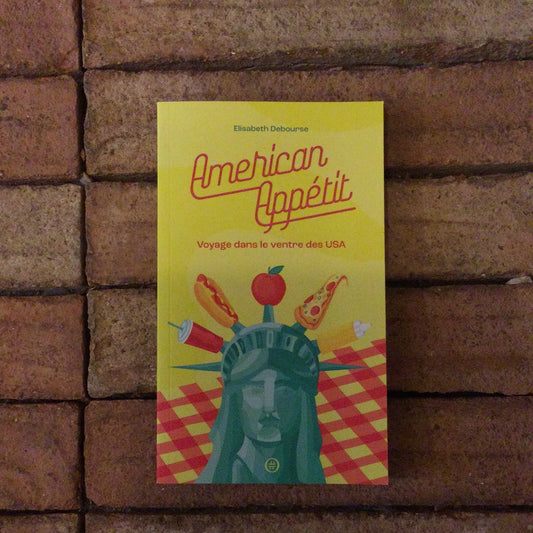 Elisabeth Debourse
American
Appétit
Voyage dans le ventre des USA